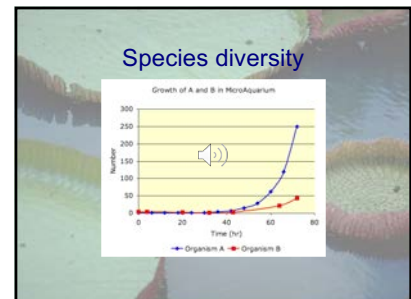 Species diversity
Growth of A and B in MicroAquarium
300
250
200
150
100
50
0
Number
0 20 40 60 80
Time (hr)
Organism A Organism B